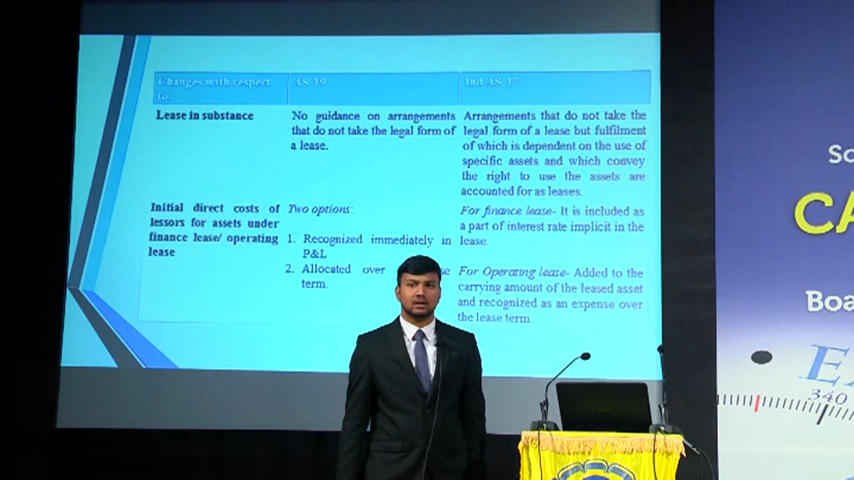 Changes with respect to:
AS-19
Ind AS-17
Lease in substance
No guidance on arrangements
that do not take the legal form of
a lease.
Arrangements that do not take the
legal form of a lease but fulfilment
of which is dependent on the use of
specific assets and which convey
the right to use the assets are
accounted for as leases.
Initial direct costs of
lessors for assets under
finance lease/ operating
lease
Two options:
1. Recognized immediately in
P&L
2. Allocated over
term.
For finance lease- It is included as
a part of interest rate implicit in the
lease.
For Operating lease- Added to the
carrying amount of the leased asset
and recognized as an expense over
the lease term.
So
CA
Boa
E
340